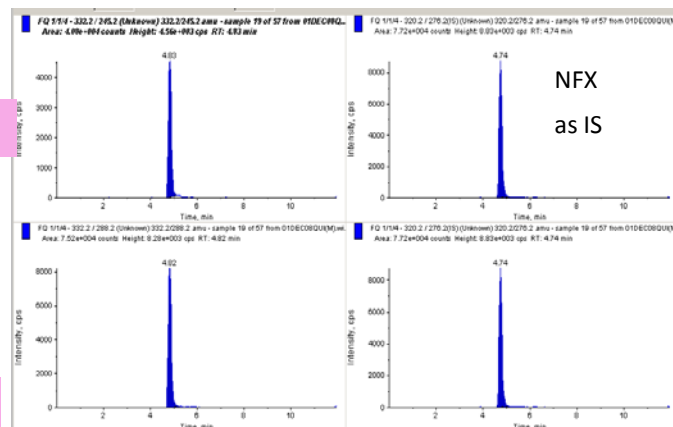 FQ 1/1/4 - 332.2 / 245.2 (Unknown) 332.2/245.2 amu - sample 19 of 57 from 01DEC08Q...
Area: 4.00e+004 counts Height: 4.56e+003 cps RT: 4.83 min
4.83
4000
3000
2000
1000
0
Intensity, cps
2 4 6 8 10
Time, min
FQ 1/1/4 - 320.2 / 276.2(IS) (Unknown) 320.2/276.2 amu - sample 19 of 57 from 01DEC08QUI(M
Area: 7.72e+004 counts Height: 8.83e+003 cps RT: 4.74 min
4.74
8000
6000
4000
2000
0
Intensity, cps
2 4 6 8 10
Time, min
NFX
as IS
FQ 1/1/4 - 332.2 / 288.2 (Unknown) 332.2/288.2 amu - sample 19 of 57 from 01DEC08QUI(M).wi..
Area: 7.52e+004 counts Height: 8.28e+003 cps RT: 4.82 min
4.82
8000
6000
4000
2000
0
Intensity, cps
2 4 6 8 10
Time, min
FQ 1/1/4 - 320.2 / 276.2(IS) (Unknown) 320.2/276.2 amu - sample 19 of 57 from 01DEC08QUI(M
Area: 7.72e+004 counts Height: 8.83e+003 cps RT: 4.74 min
4.74
8000
6000
4000
2000
0
Intensity, cps
2 4 6 8 10
Time, min